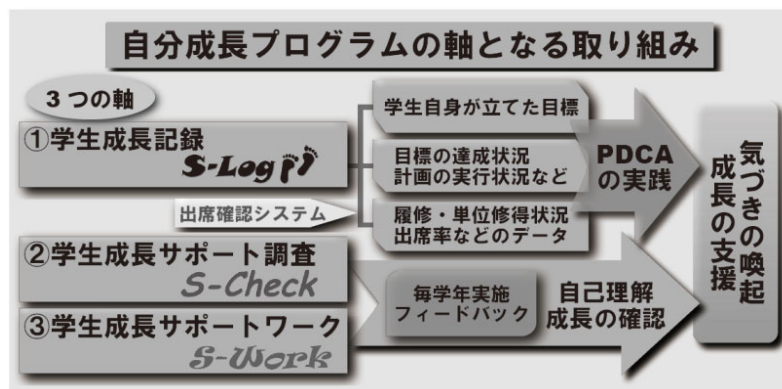 自分成長プログラムの軸となる取り組み
3つの軸
①学生成長記録
S-Log
出席確認システム
学生自身が立てた目標
目標の達成状況
計画の実行状況など
履修・単位修得状況
出席率などのデータ
PDCA
の実践
②学生成長サポート調査
S-Check
③学生成長サポートワーク
S-Work
毎学年実施
フィードバック
自己理解
成長の確認
気づきの喚起
成長の支援